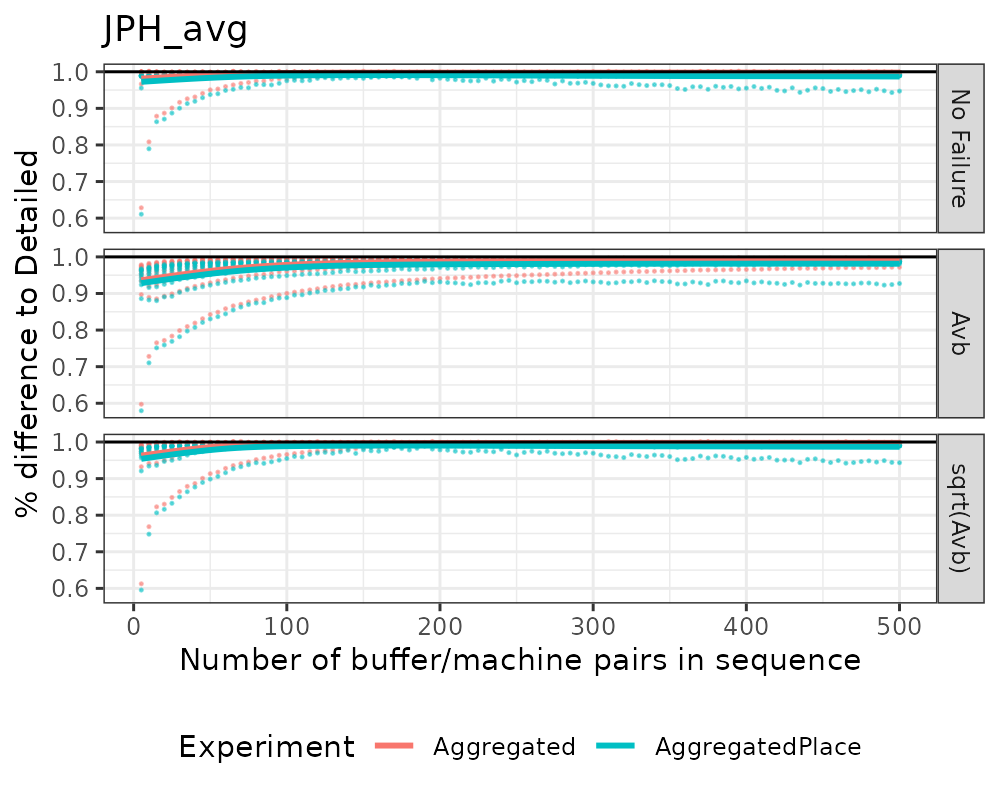 JPH_avg
% difference to Detailed
1.0
0.9
0.8
0.7
0.6
No Failure
1.0
0.9
0.8
0.7
0.6
Avb
1.0
0.9
0.8
0.7
0.6
sqrt(Avb)
0 100 200 300 400 500
Number of buffer/machine pairs in sequence
Experiment Aggregated AggregatedPlace